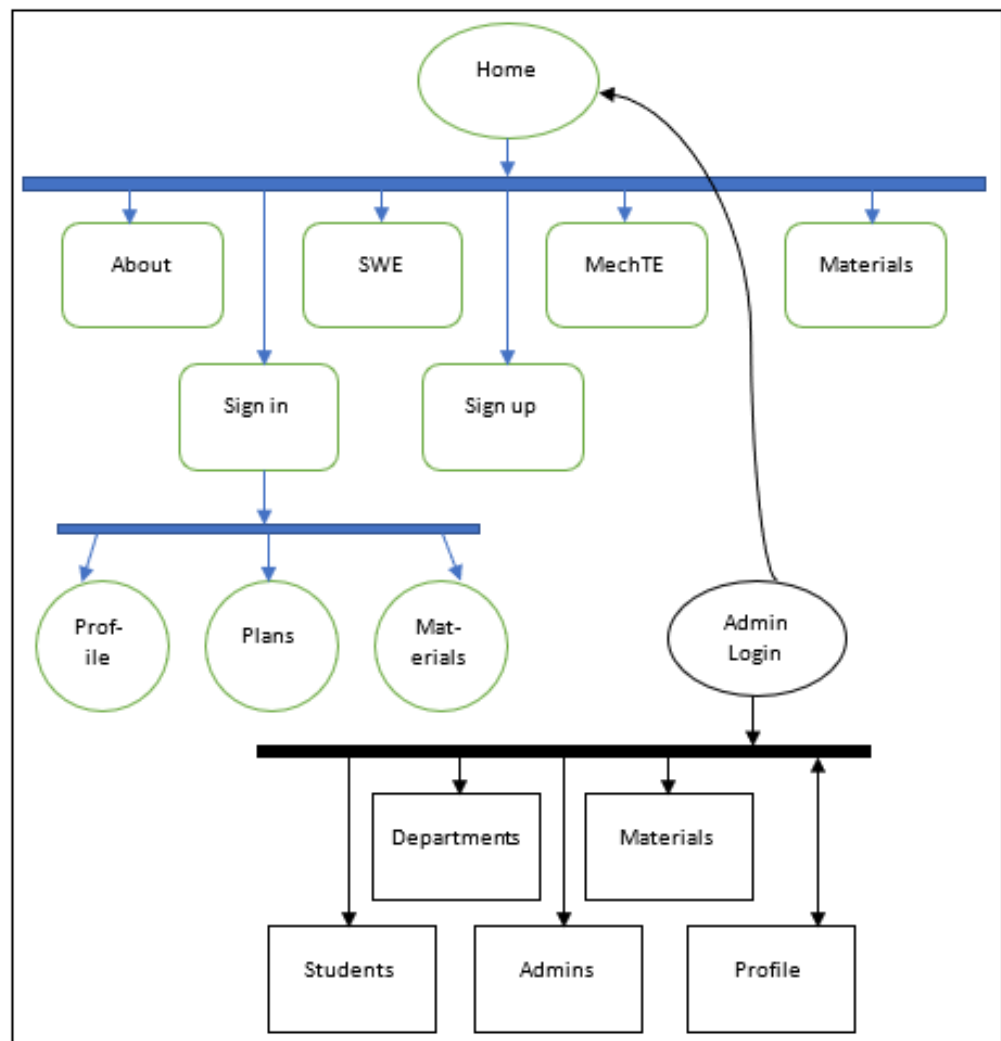 Home
About
SWE
MechTE
Materials
Sign in
Sign up
Prof-
ile
Plans
Mat-
erials
Admin
Login
Departments
Materials
Students
Admins
Profile